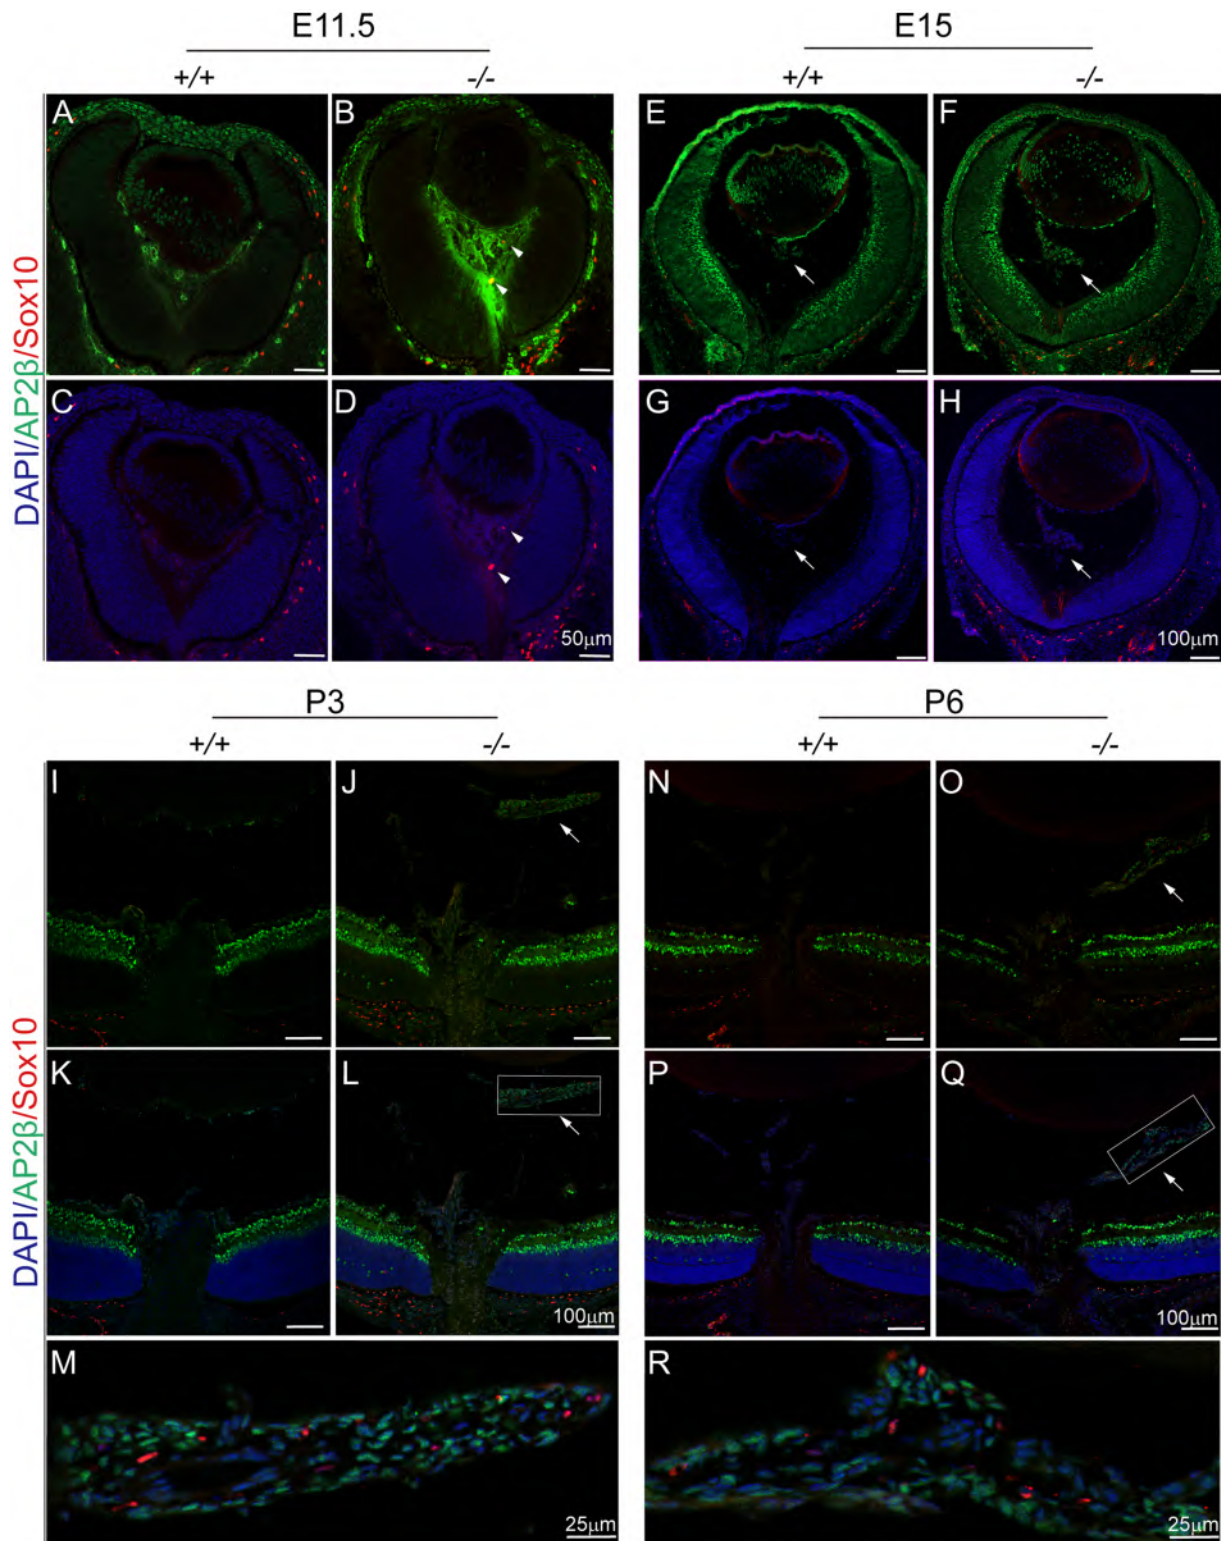 E11.5
E15
+/+
-/-
+/+
-/-
A
B
E
F
DAPI/AP2β/Sox10
C
D
G
H
50μm
100μm
P3
P6
+/+
-/-
+/+
-/-
I
J
N
O
DAPI/AP2β/Sox10
K
L
P
Q
100μm
100μm
M
R
25μm
25μm